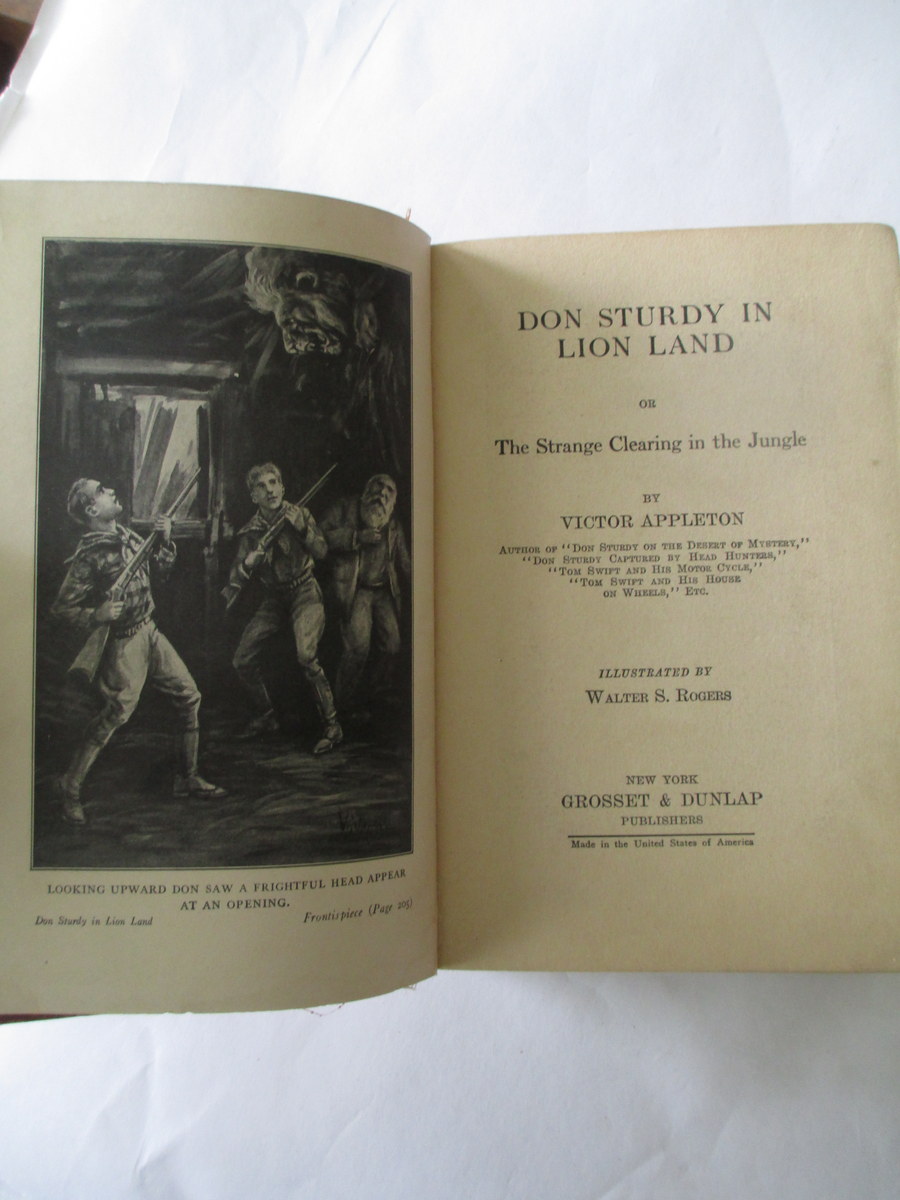 LOOKING UPWARD DON SAW A FRIGHTFUL HEAD APPEAR
AT AN OPENING.
Don Sturdy in Lion Land
Frontispiece (Page 205)
DON STURDY IN
LION LAND
OR
The Strange Clearing in the Jungle
BY
VICTOR APPLETON
AUTHOR OF "DON STURDY ON THE DESERT OF MYSTERY,"
"DON STURDY CAPTURED BY HEAD HUNTERS,"
"TOM SWIFT AND HIS MOTOR CYCLE,"
"TOM SWIFT AND HIS HOUSE
ON WHEELS," ETC.
ILLUSTRATED BY
WALTER S. ROGERS
NEW YORK
GROSSET & DUNLAP
PUBLISHERS
Made in the United States of America